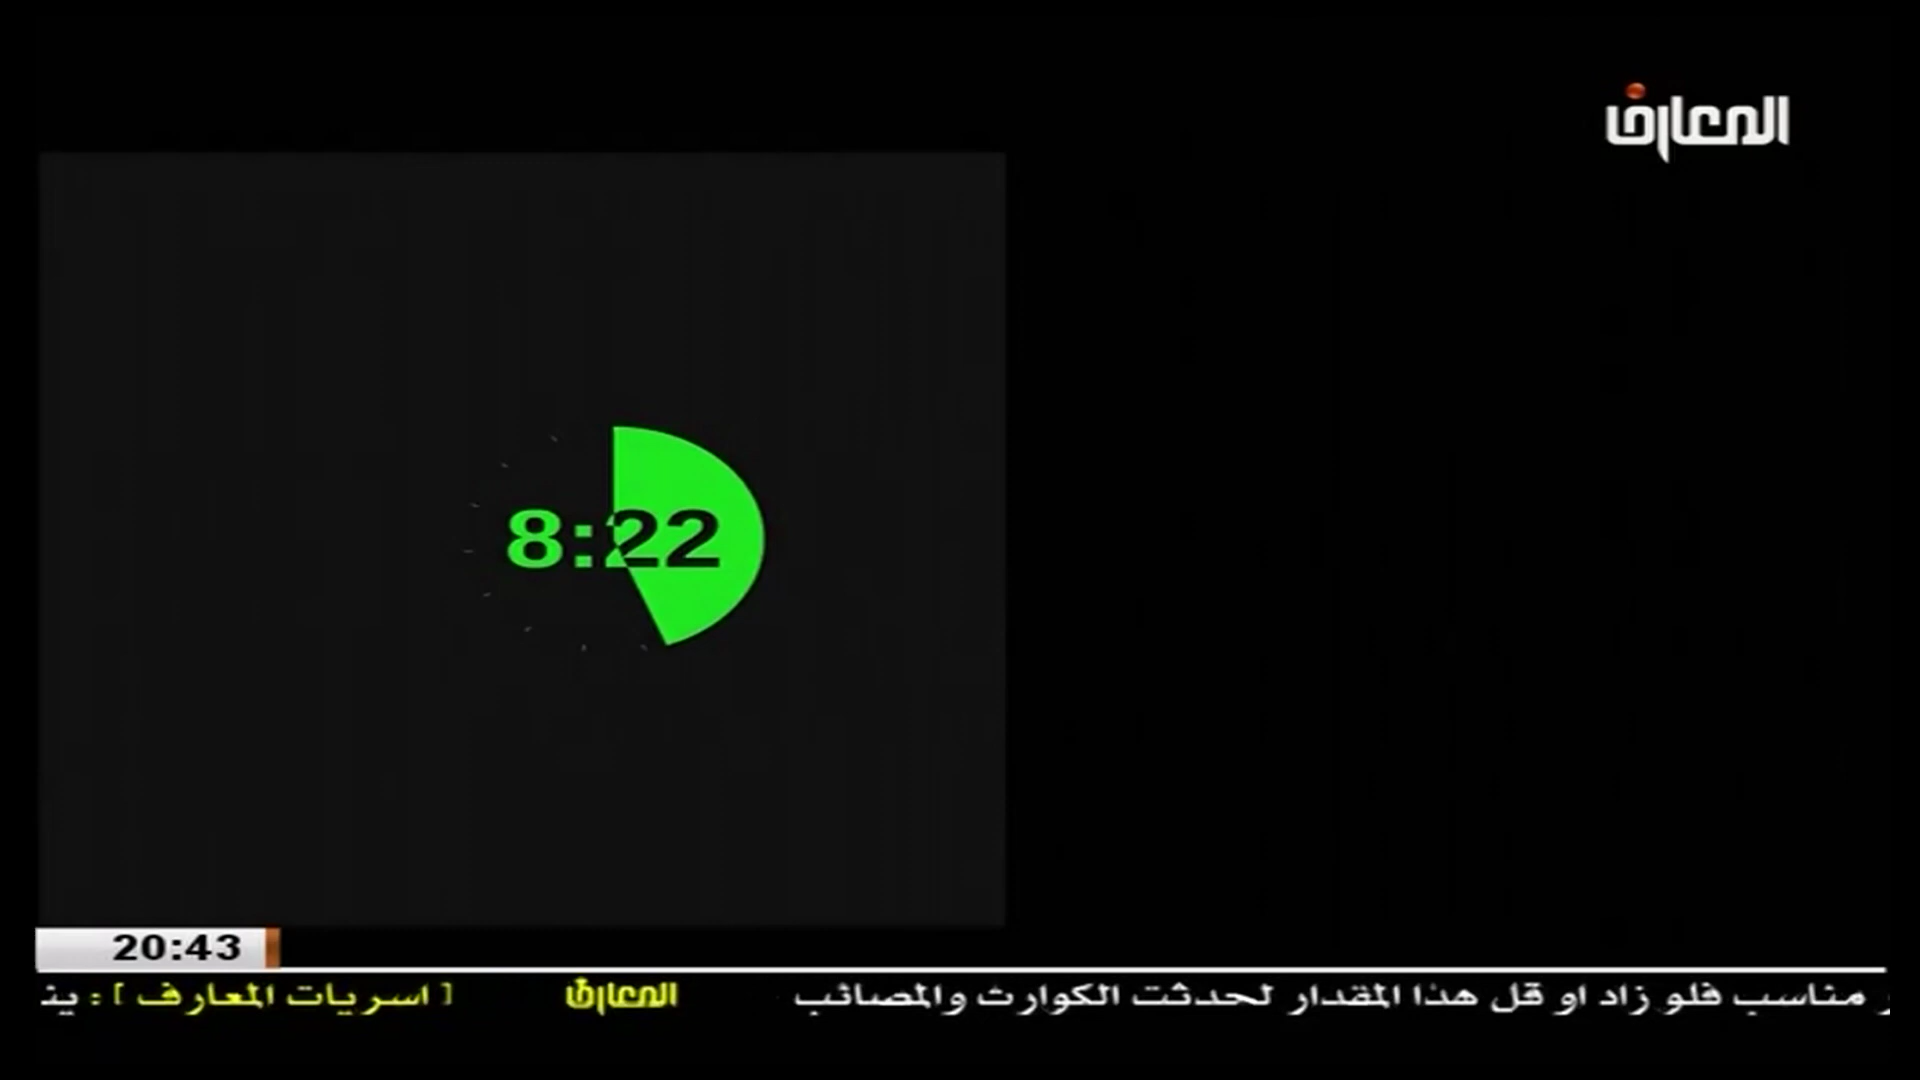 المعارف
8:22
20:43
مناسب فلو زاد او قل هذا المقدار لحدثت الكوارث والمصائب المعارف [ اسريات المعارف ] :